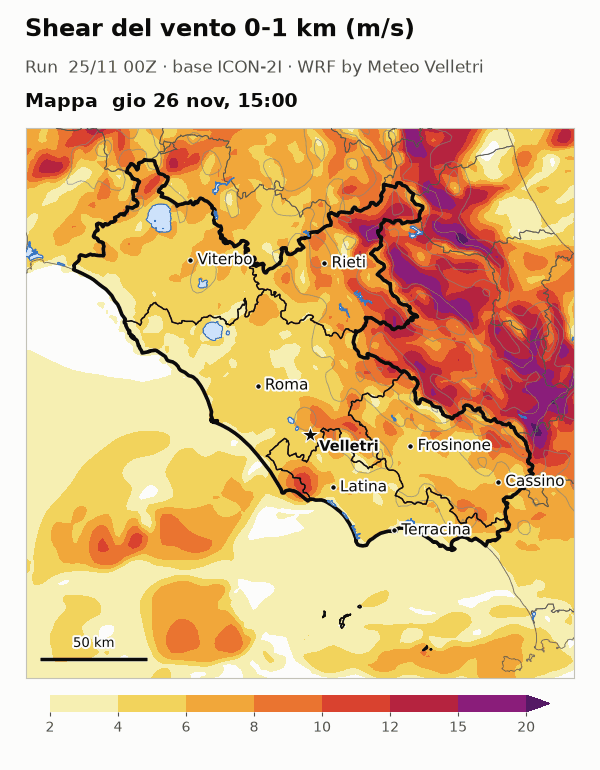 Shear del vento 0-1 km (m/s)
Run  25/11 00Z · base ICON-2I · WRF by Meteo Velletri
Mappa  gio 26 nov, 15:00
Viterbo
Rieti
Roma
Velletri
Frosinone
Cassino
Latina
Terracina
50 km
2 4 6 8 10 12 15 20